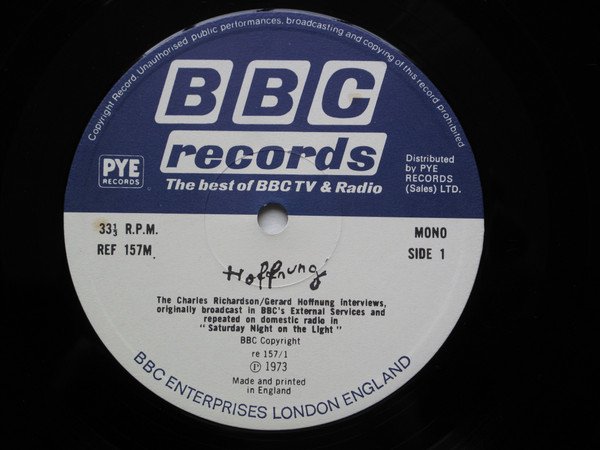 Copyright Record. Unauthorised public performances, broadcasting and copying of this record prohibited
BBC
records
The best of BBC TV & Radio
PYE
RECORDS
Distributed
by PYE
RECORDS
(Sales) LTD.
33⅓ R.P.M.
REF 157M.
MONO
SIDE 1
Hoffnung
The Charles Richardson/Gerard Hoffnung interviews,
originally broadcast in BBC's External Services and
repeated on domestic radio in
"Saturday Night on the Light"
BBC Copyright
re 157/1
Ⓟ 1973
Made and printed
in England
BBC ENTERPRISES LONDON ENGLAND